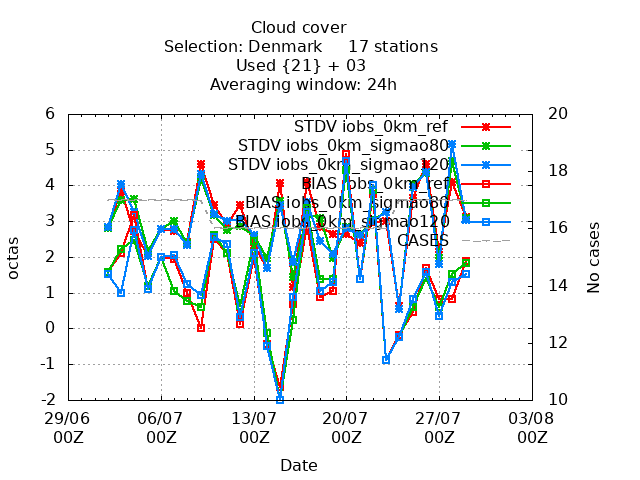 Cloud cover
Selection: Denmark 17 stations
Used {21} + 03
Averaging window: 24h
octas
6
5
4
3
2
1
0
-1
-2
STDV iobs_0km_ref
STDV iobs_0km_sigmao80
STDV iobs_0km_sigmao120
BIAS iobs_0km_ref
BIAS iobs_0km_sigmao80
BIAS iobs_0km_sigmao120
CASES
20
18
16
14
12
10
No cases
29/06 06/07 13/07 20/07 27/07 03/08
00Z 00Z 00Z 00Z 00Z 00Z
Date